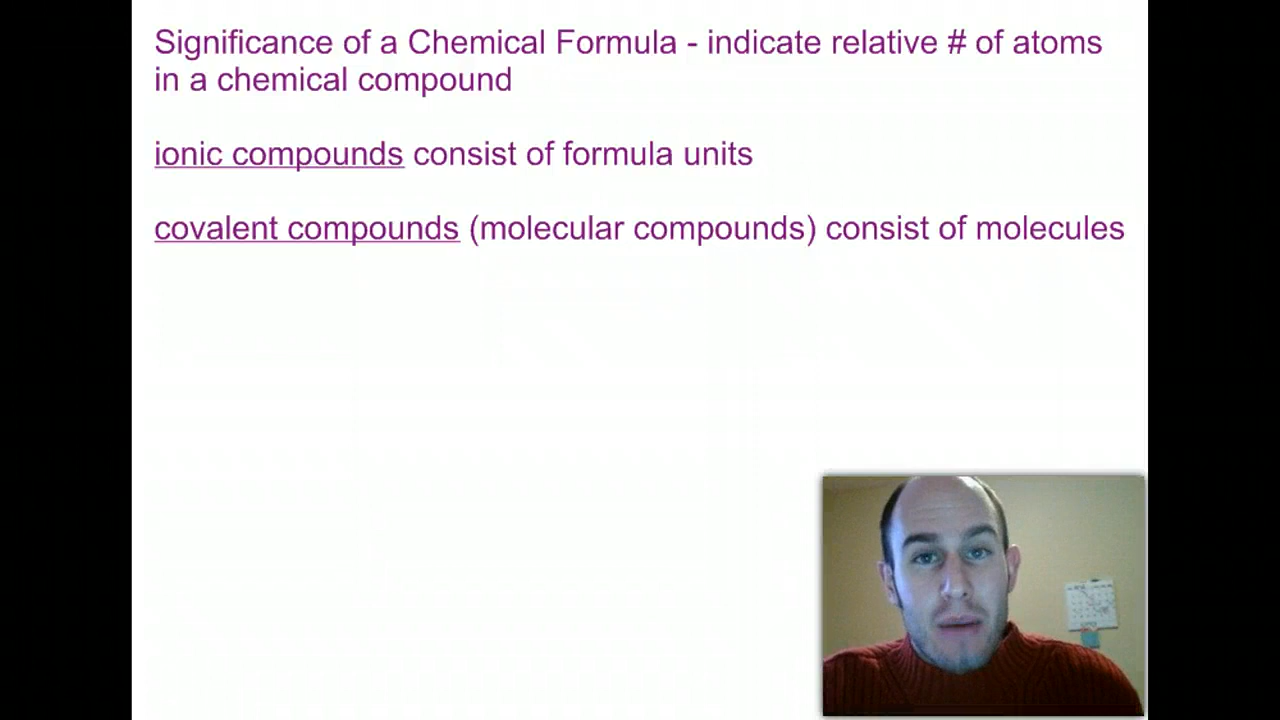 Significance of a Chemical Formula - indicate relative # of atoms
in a chemical compound
ionic compounds consist of formula units
covalent compounds (molecular compounds) consist of molecules